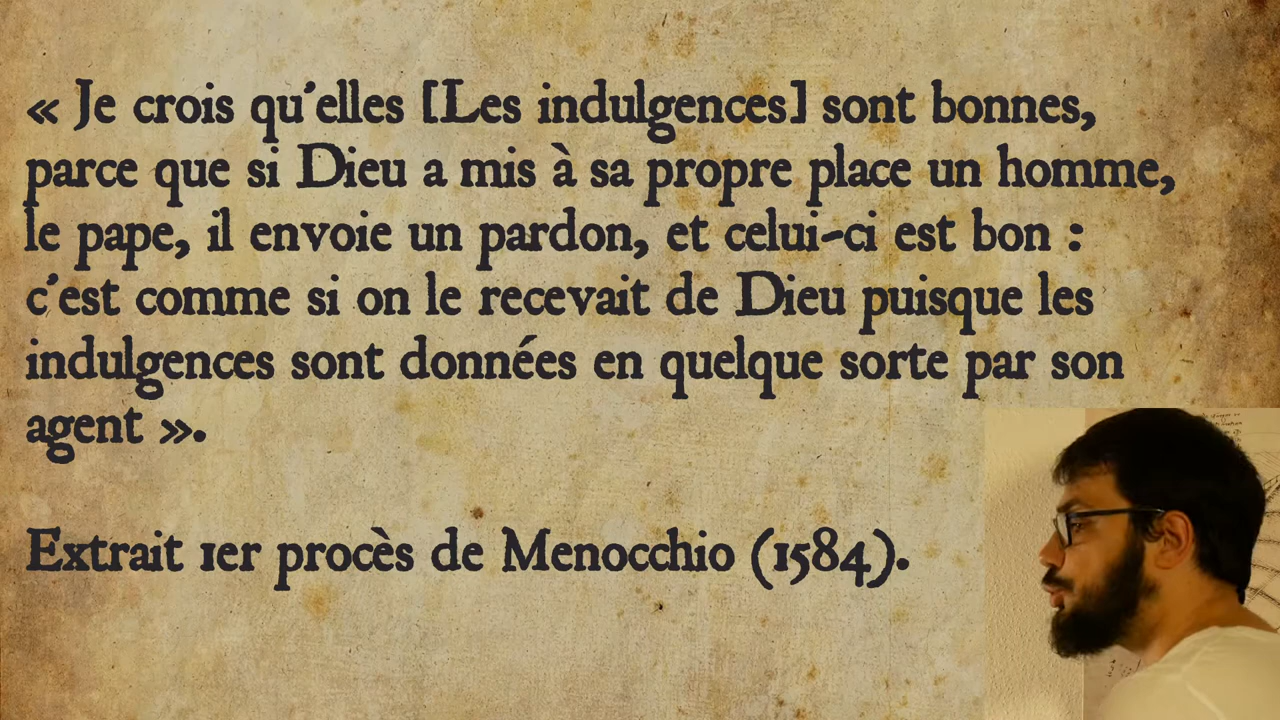 « Je crois qu'elles [Les indulgences] sont bonnes,
parce que si Dieu a mis à sa propre place un homme,
le pape, il envoie un pardon, et celui-ci est bon :
c'est comme si on le recevait de Dieu puisque les
indulgences sont données en quelque sorte par son
agent ».
Extrait 1er procès de Menocchio (1584).